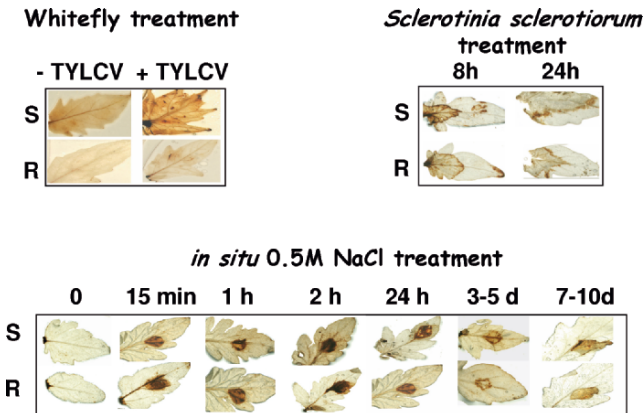 Whitefly treatment
- TYLCV + TYLCV
S
R
Sclerotinia sclerotiorum
treatment
8h 24h
S
R
in situ 0.5M NaCl treatment
0 15 min 1 h 2 h 24 h 3-5 d 7-10d
S
R